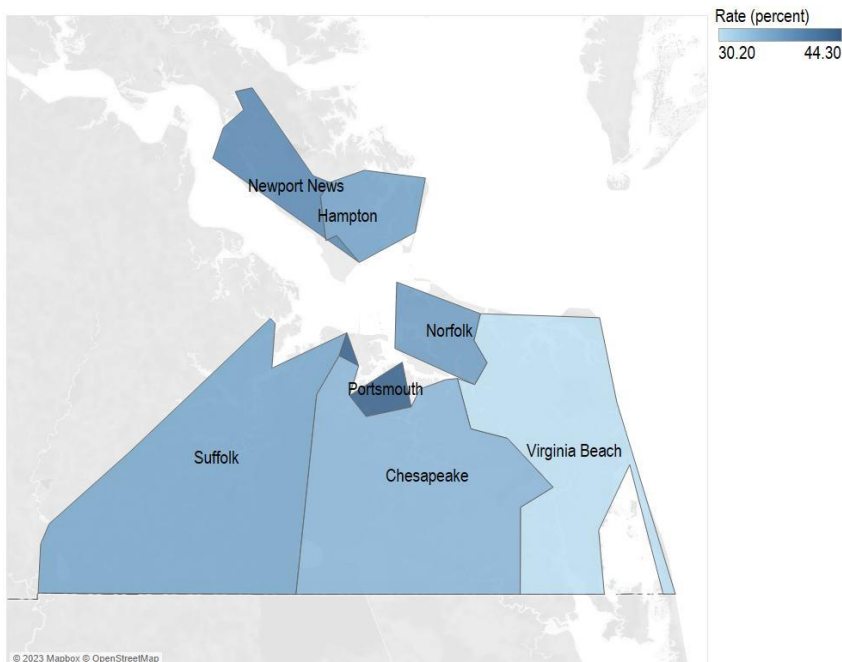 Rate (percent)
30.20 44.30
Newport News
Hampton
Norfolk
Portsmouth
Suffolk
Virginia Beach
Chesapeake
© 2023 Mapbox © OpenStreetMap